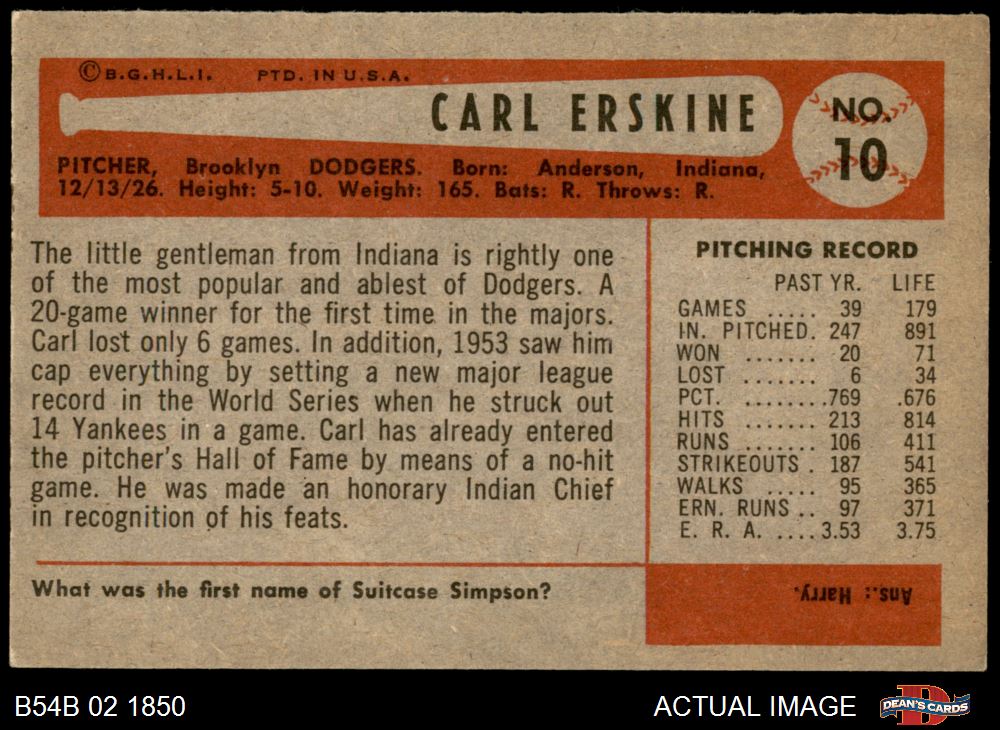 ©B.G.H.L.I. PTD. IN U.S.A.
CARL ERSKINE
NO.
10
PITCHER, Brooklyn DODGERS. Born: Anderson, Indiana,
12/13/26. Height: 5-10. Weight: 165. Bats: R. Throws: R.
The little gentleman from Indiana is rightly one
of the most popular and ablest of Dodgers. A
20-game winner for the first time in the majors.
Carl lost only 6 games. In addition, 1953 saw him
cap everything by setting a new major league
record in the World Series when he struck out
14 Yankees in a game. Carl has already entered
the pitcher's Hall of Fame by means of a no-hit
game. He was made an honorary Indian Chief
in recognition of his feats.
PITCHING RECORD
PAST YR. LIFE
GAMES ..... 39 179
IN. PITCHED. 247 891
WON ....... 20 71
LOST ....... 6 34
PCT. ........769 .676
HITS ....... 213 814
RUNS ....... 106 411
STRIKEOUTS . 187 541
WALKS ..... 95 365
ERN. RUNS .. 97 371
E. R. A. .... 3.53 3.75
What was the first name of Suitcase Simpson?
Ans.: Harry.
B54B 02 1850
ACTUAL IMAGE
D
DEAN'S CARDS